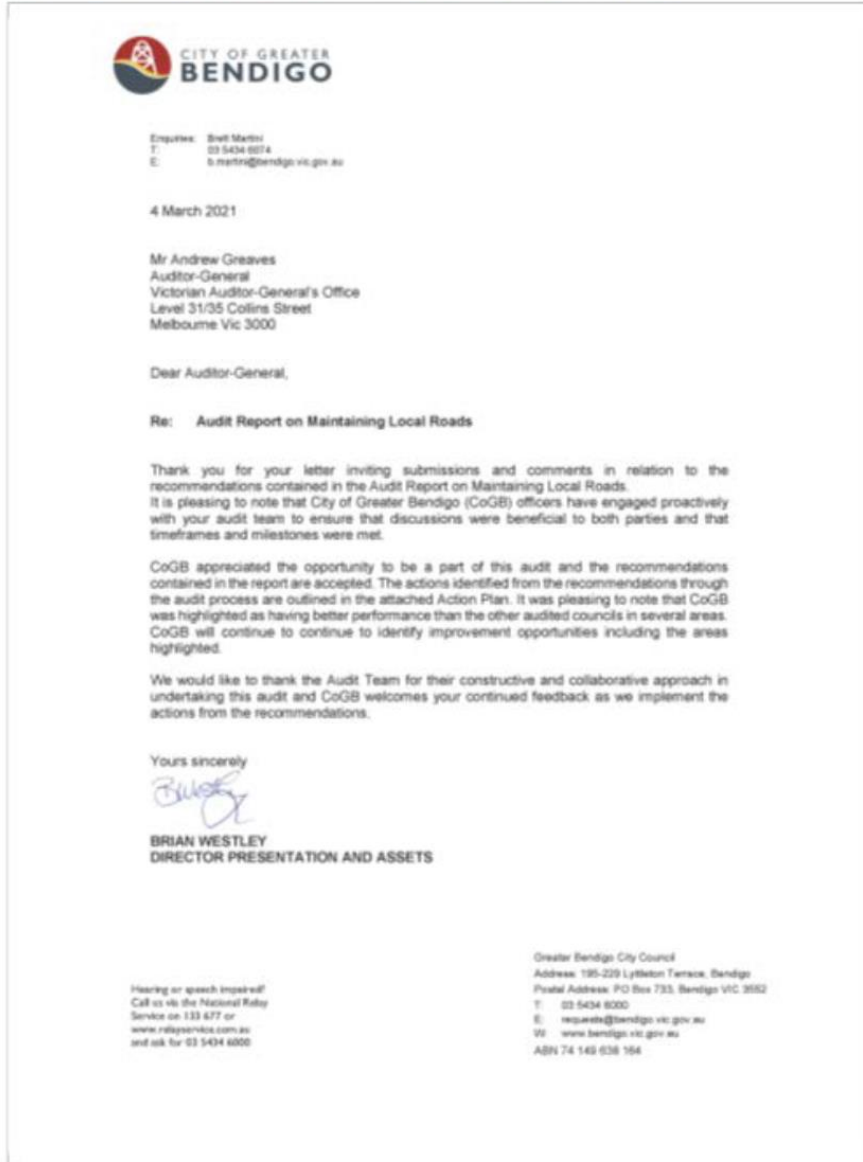 CITY OF GREATER
BENDIGO
Enquiries: Brett Martini
T: 03 5434 6074
E: b.martini@bendigo.vic.gov.au
4 March 2021
Mr Andrew Greaves
Auditor-General
Victorian Auditor-General's Office
Level 31/35 Collins Street
Melbourne Vic 3000
Dear Auditor-General,
Re: Audit Report on Maintaining Local Roads
Thank you for your letter inviting submissions and comments in relation to the
recommendations contained in the Audit Report on Maintaining Local Roads.
It is pleasing to note that City of Greater Bendigo (CoGB) officers have engaged proactively
with your audit team to ensure that discussions were beneficial to both parties and that
timeframes and milestones were met.
CoGB appreciated the opportunity to be a part of this audit and the recommendations
contained in the report are accepted. The actions identified from the recommendations through
the audit process are outlined in the attached Action Plan. It was pleasing to note that CoGB
was highlighted as having better performance than the other audited councils in several areas.
CoGB will continue to continue to identify improvement opportunities including the areas
highlighted.
We would like to thank the Audit Team for their constructive and collaborative approach in
undertaking this audit and CoGB welcomes your continued feedback as we implement the
actions from the recommendations.
Yours sincerely
BWestley
BRIAN WESTLEY
DIRECTOR PRESENTATION AND ASSETS
Hearing or speech impaired?
Call us via the National Relay
Service on 133 677 or
www.relayservice.com.au
and ask for 03 5434 6000
Greater Bendigo City Council
Address: 195-229 Lyttleton Terrace, Bendigo
Postal Address: PO Box 733, Bendigo VIC 3552
T: 03 5434 6000
E: requests@bendigo.vic.gov.au
W: www.bendigo.vic.gov.au
ABN 74 149 638 164